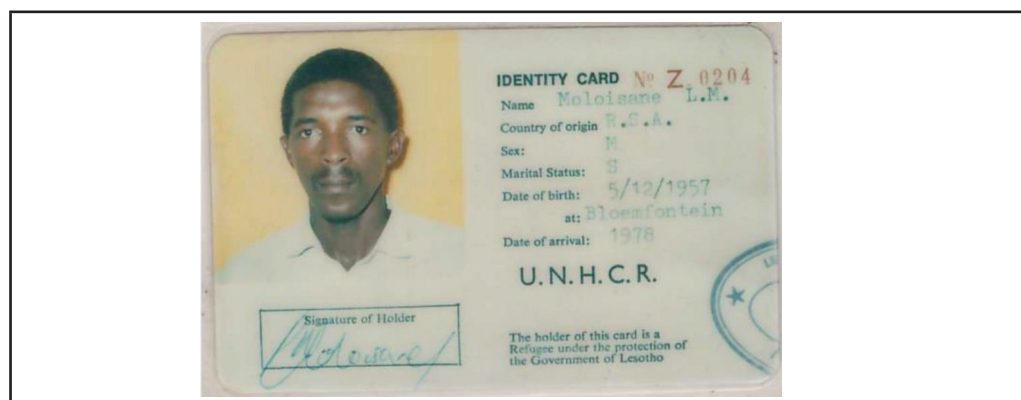 IDENTITY CARD Nº Z 0204
Name Moloisane L.M.
Country of origin R.S.A.
Sex: M
Marital Status: S
Date of birth: 5/12/1957
at: Bloemfontein
Date of arrival: 1978
U.N.H.C.R.
Signature of Holder
Moloisane
The holder of this card is a
Refugee under the protection of
the Government of Lesotho